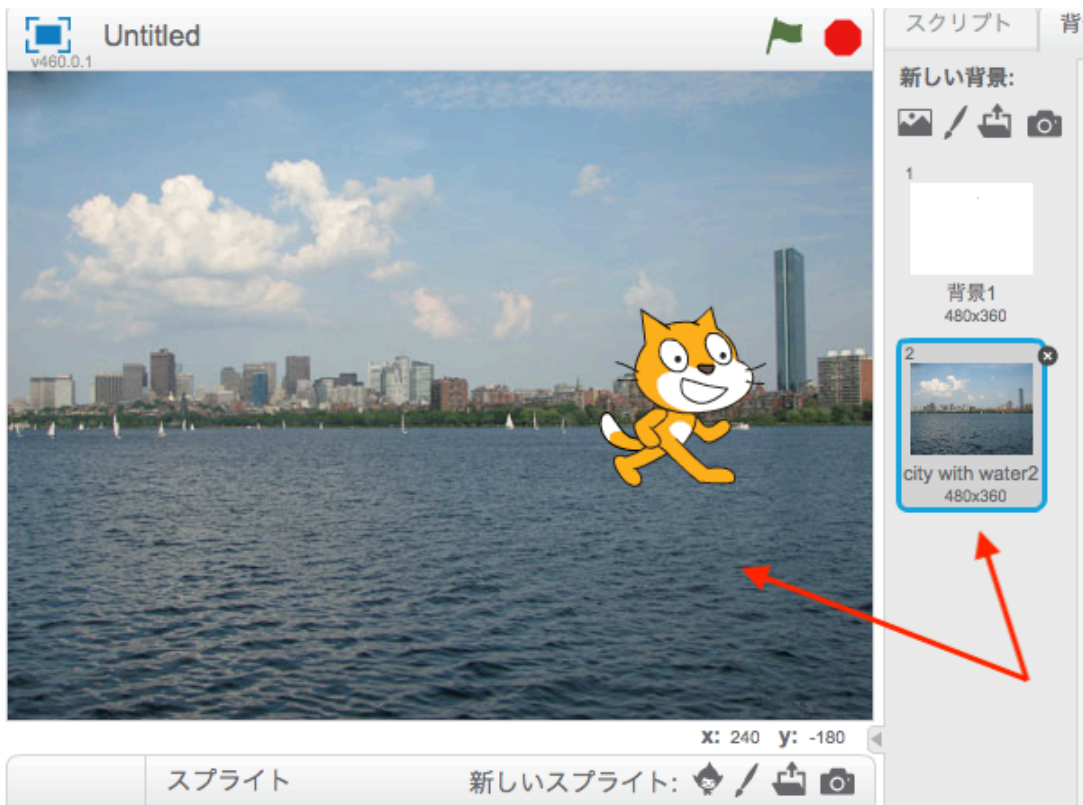 Untitled
v460.0.1
スクリプト
背
新しい背景:
1
背景1
480x360
2
city with water2
480x360
x: 240 y: -180
スプライト
新しいスプライト: